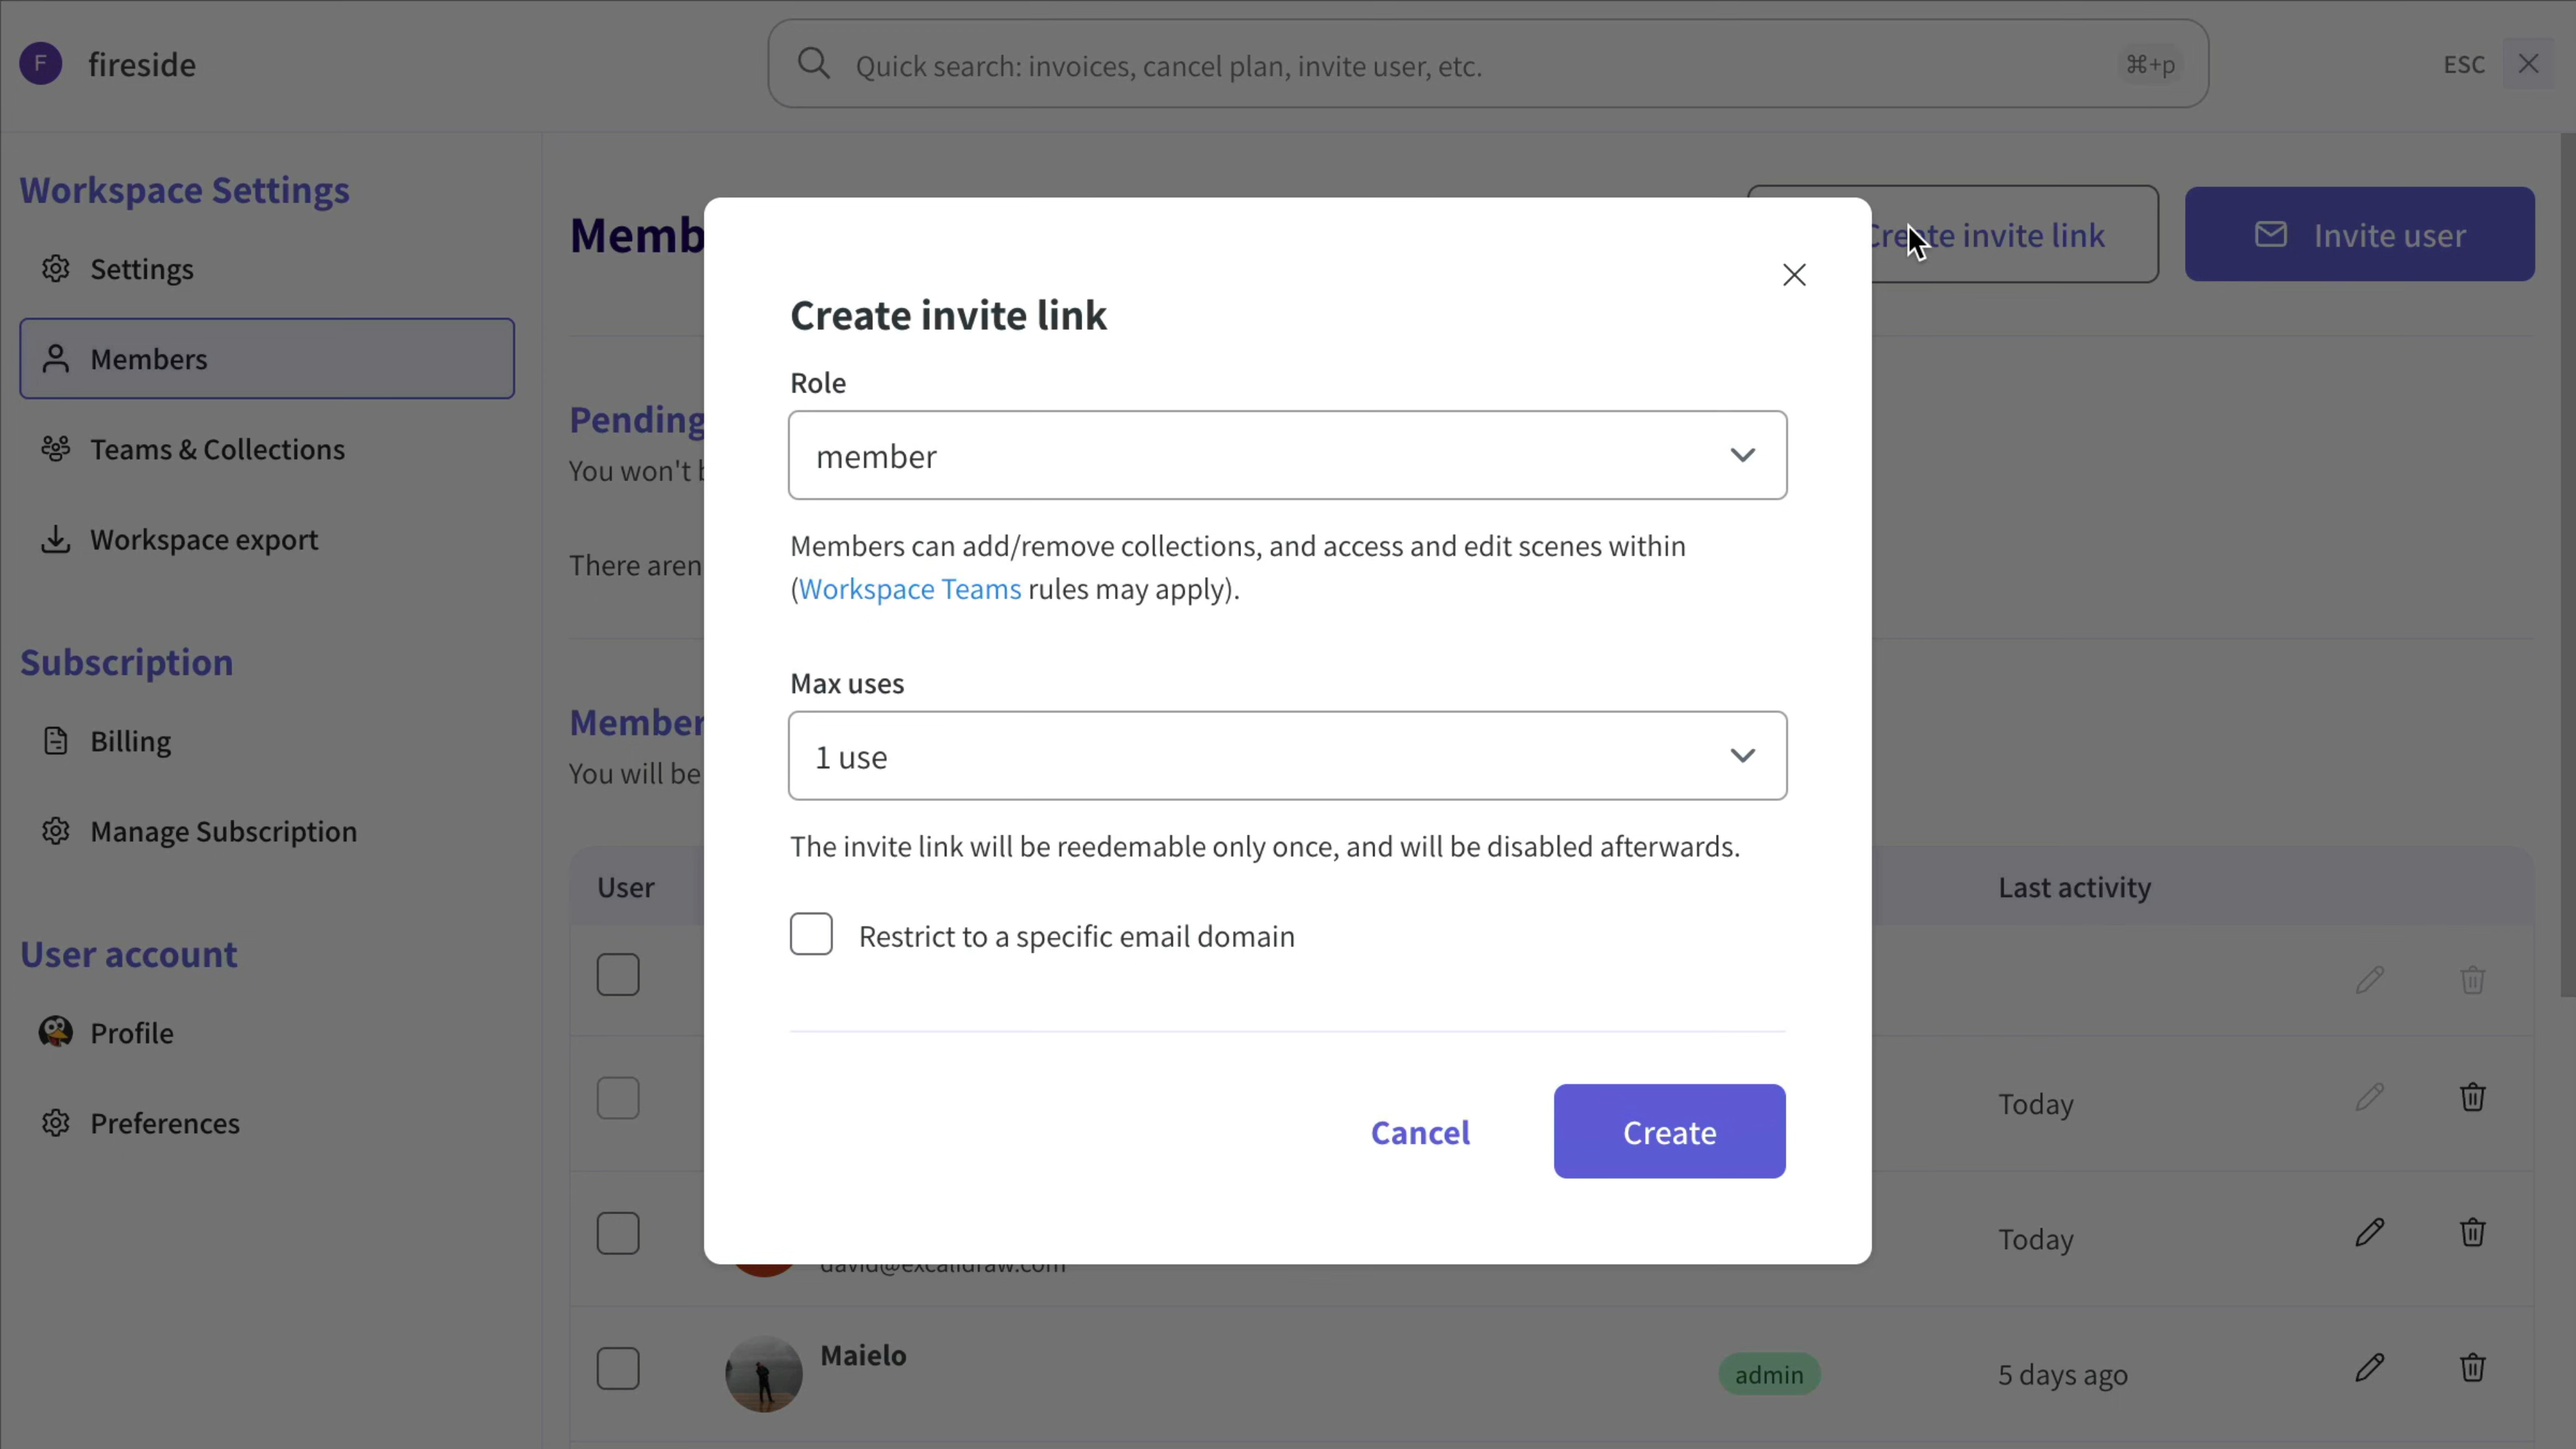 F fireside
Quick search: invoices, cancel plan, invite user, etc.
⌘+p
ESC
Workspace Settings
Settings
Members
Teams & Collections
Workspace export
Subscription
Billing
Manage Subscription
User account
Profile
Preferences
Memb
Create invite link
Invite user
Pending
You won't
There aren
Member
You will be
User
Last activity
Today
Today
david@excalidraw.com
Maielo
admin
5 days ago
Create invite link
Role
member
Members can add/remove collections, and access and edit scenes within
(Workspace Teams rules may apply).
Max uses
1 use
The invite link will be reedemable only once, and will be disabled afterwards.
Restrict to a specific email domain
Cancel
Create